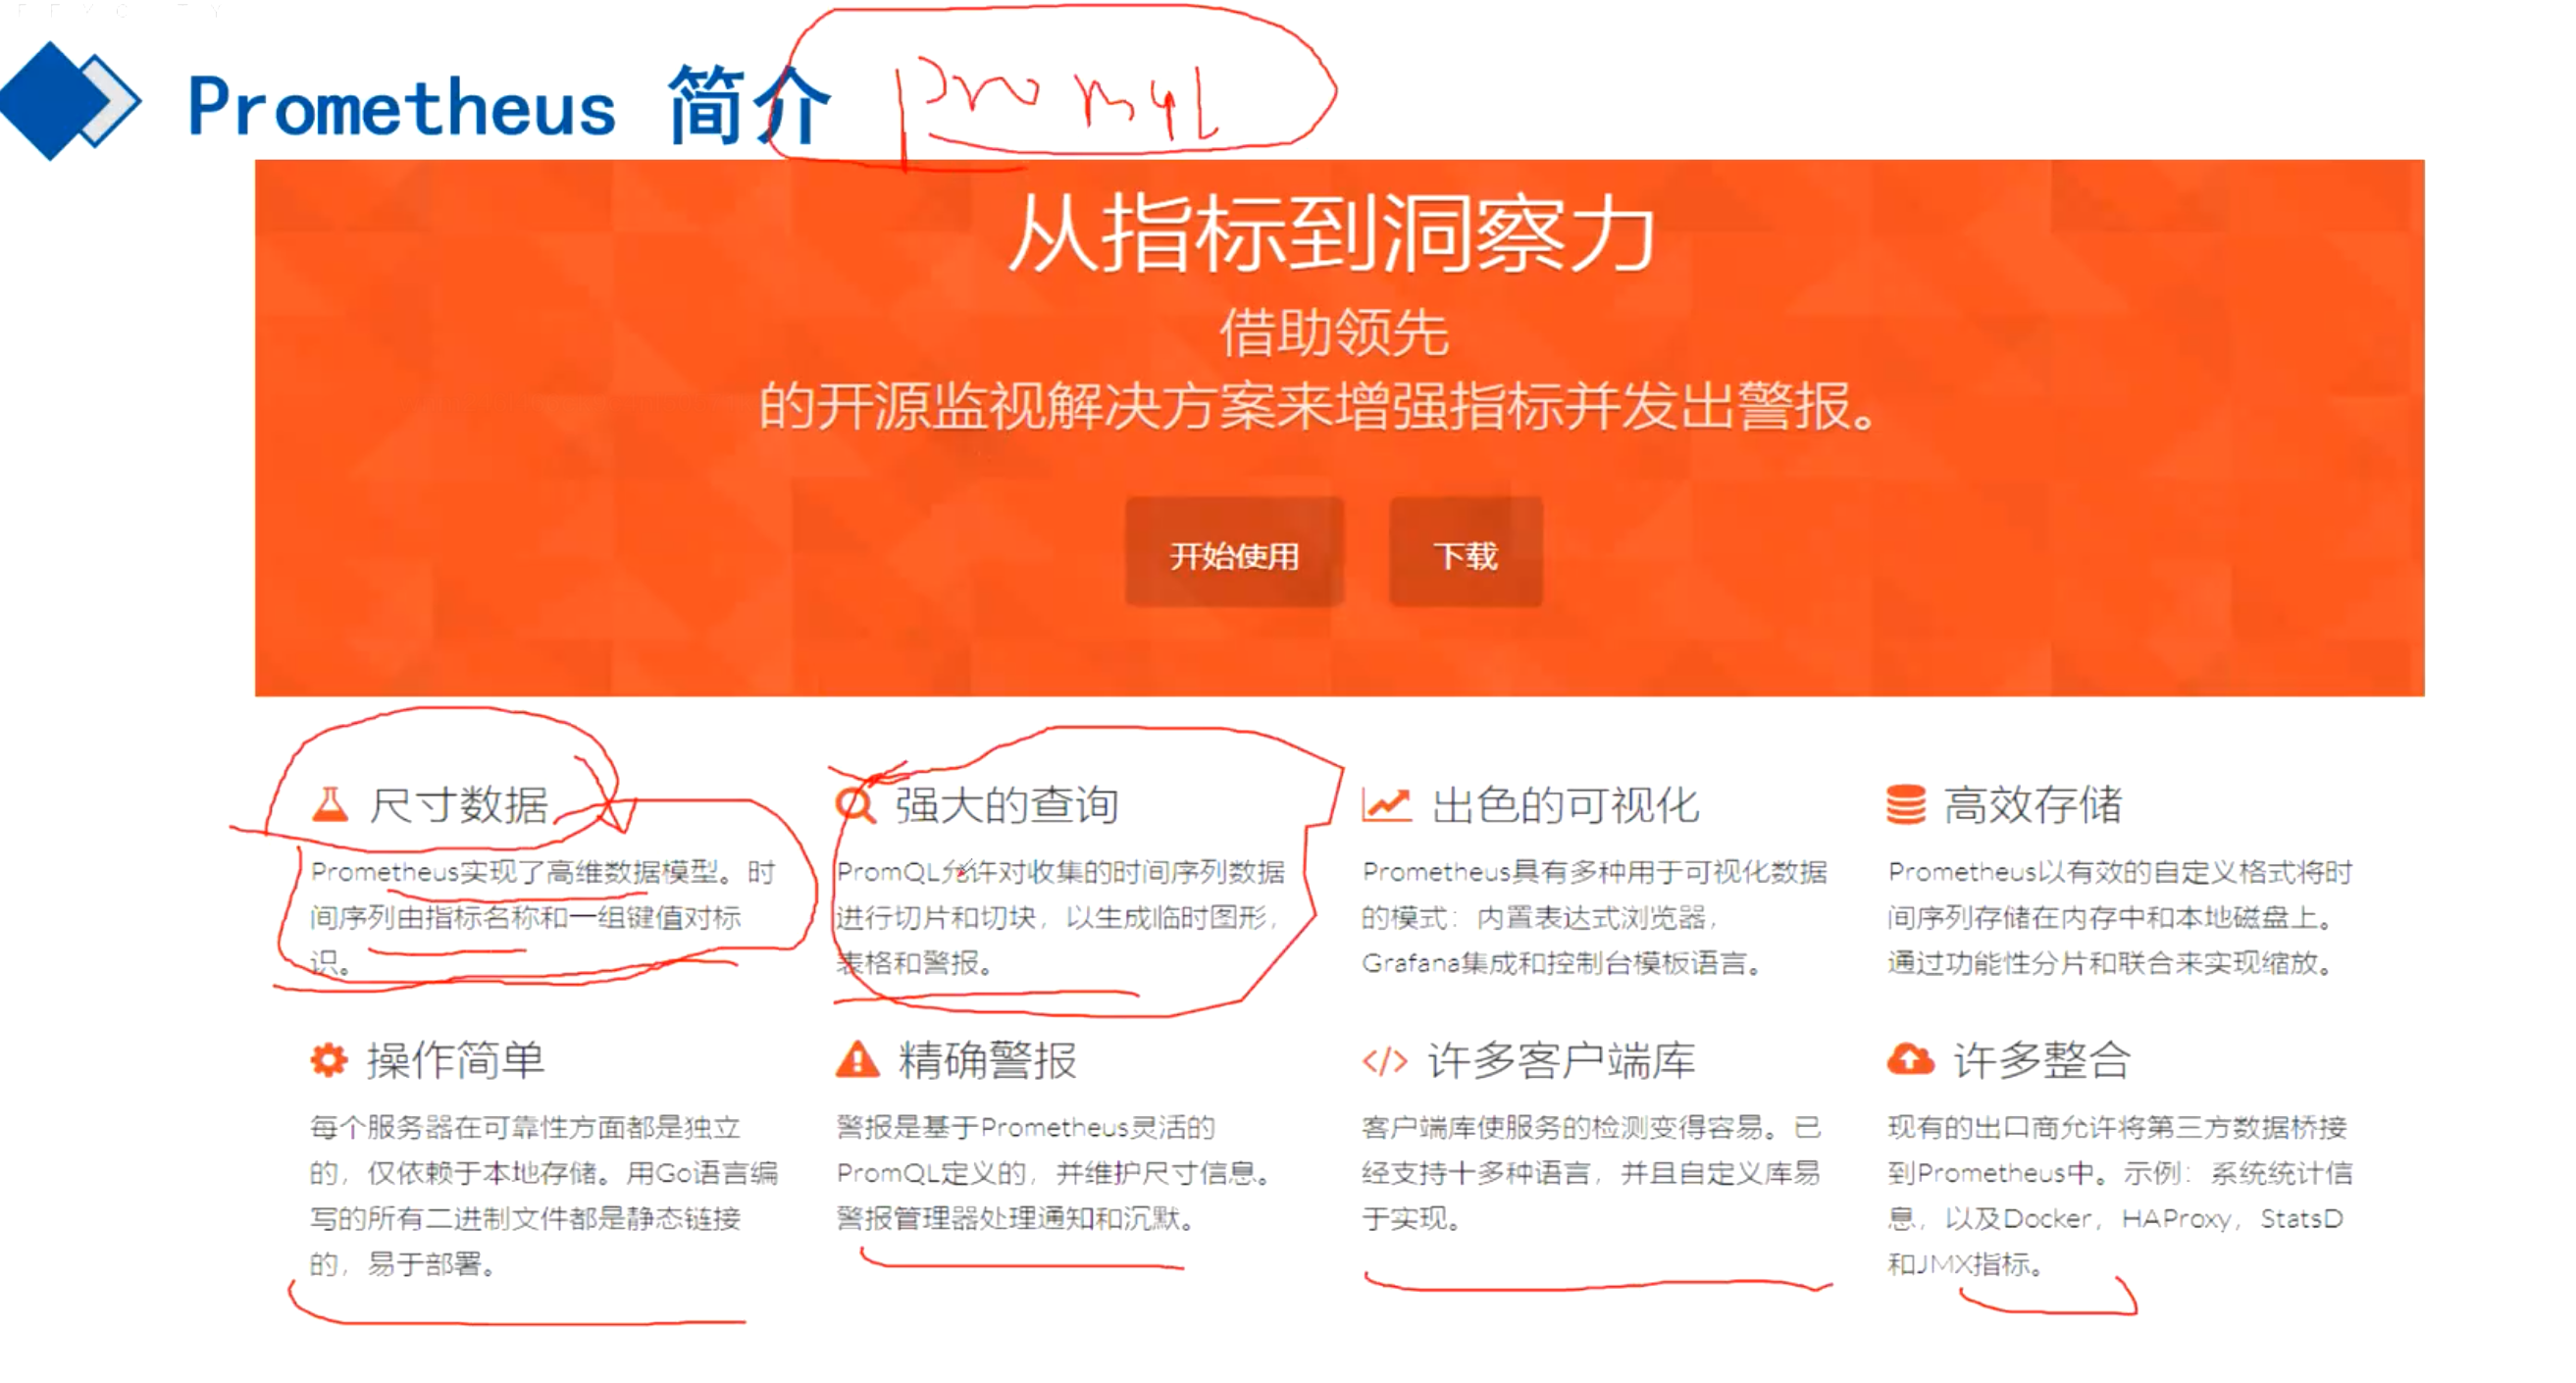 Prometheus 简介
promql
从指标到洞察力
借助领先
的开源监视解决方案来增强指标并发出警报。
开始使用
下载
尺寸数据
Prometheus实现了高维数据模型。时
间序列由指标名称和一组键值对标
识。
强大的查询
PromQL允许对收集的时间序列数据
进行切片和切块，以生成临时图形，
表格和警报。
出色的可视化
Prometheus具有多种用于可视化数据
的模式：内置表达式浏览器，
Grafana集成和控制台模板语言。
高效存储
Prometheus以有效的自定义格式将时
间序列存储在内存中和本地磁盘上。
通过功能性分片和联合来实现缩放。
操作简单
每个服务器在可靠性方面都是独立
的，仅依赖于本地存储。用Go语言编
写的所有二进制文件都是静态链接
的，易于部署。
精确警报
警报是基于Prometheus灵活的
PromQL定义的，并维护尺寸信息。
警报管理器处理通知和沉默。
许多客户端库
客户端库使服务的检测变得容易。已
经支持十多种语言，并且自定义库易
于实现。
许多整合
现有的出口商允许将第三方数据桥接
到Prometheus中。示例：系统统计信
息，以及Docker，HAProxy，StatsD
和JMX指标。